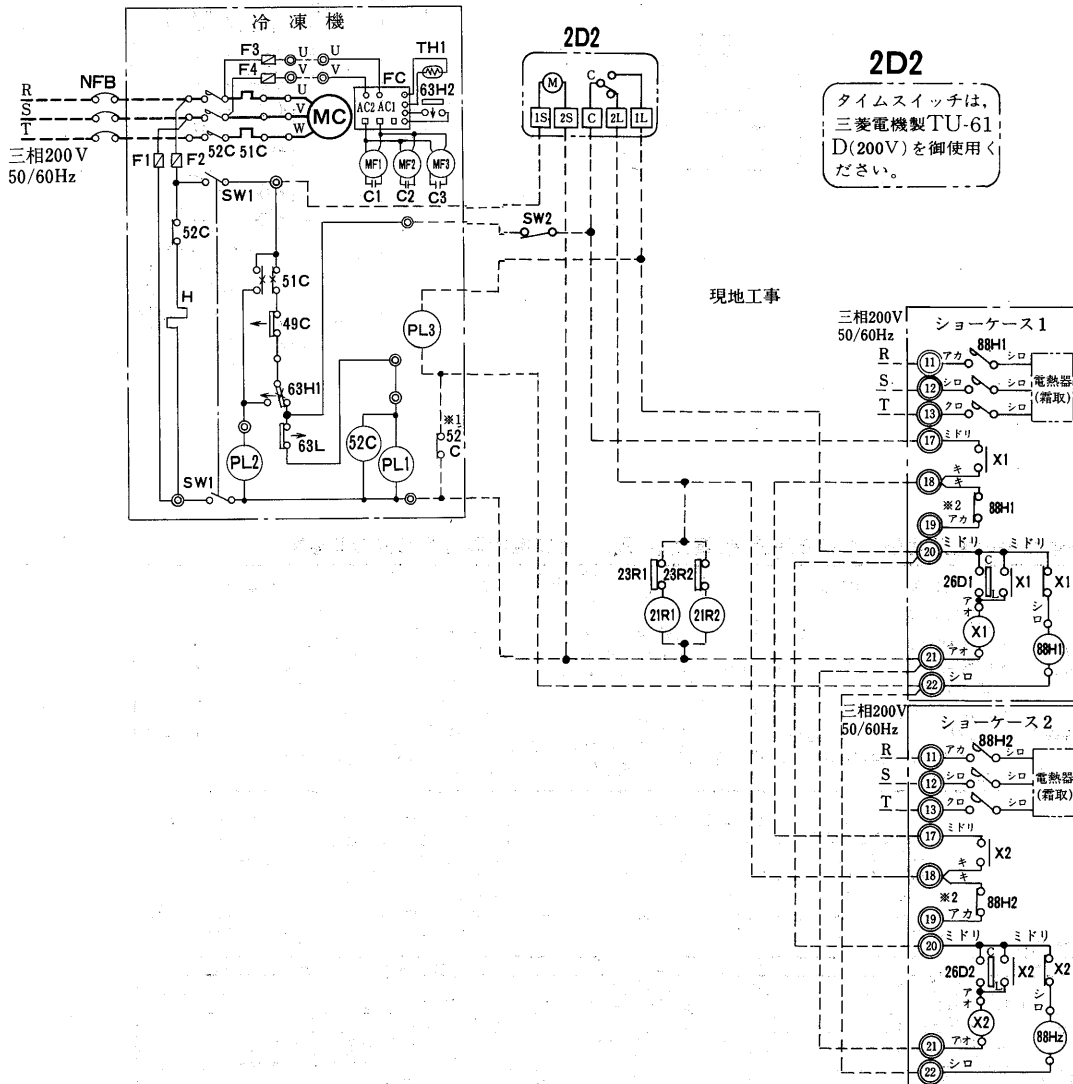 冷凍機
2D2
2D2
タイムスイッチは,
三菱電機製TU-61
D(200V)を御使用く
ださい。
R
S
T
NFB
三相200V
50/60Hz
F1
F2
F3
F4
U
U
V
V
U
V
W
MC
52C
51C
FC
AC2
AC1
TH1
63H2
MF1
MF2
MF3
C1
C2
C3
SW1
52C
H
51C
49C
63H1
63L
PL2
52C
PL1
SW1
PL3
※1
52
C
M
C
1S
2S
C
2L
1L
SW2
現地工事
23R1
23R2
21R1
21R2
三相200V
50/60Hz
ショーケース1
R
11
アカ
88H1
シロ
S
12
シロ
シロ
T
13
クロ
シロ
電熱器
(霜取)
17
ミドリ
X1
18
キ
キ
※2
88H1
19
アカ
20
ミドリ
ミドリ
26D1
C
L
X1
X1
アオ
シロ
X1
88H1
21
アオ
22
シロ
三相200V
50/60Hz
ショーケース2
R
11
アカ
88H2
シロ
S
12
シロ
シロ
T
13
クロ
シロ
電熱器
(霜取)
17
ミドリ
X2
18
キ
キ
※2
88H2
19
アカ
20
ミドリ
ミドリ
26D2
C
L
X2
X2
アオ
シロ
X2
88Hz
21
アオ
22
シロ